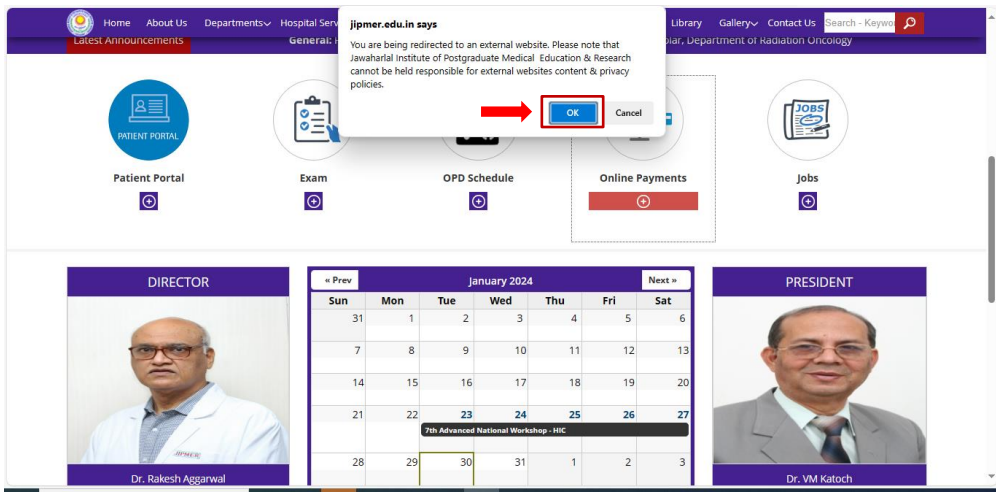 Home About Us Departments Hospital Serv
Library Gallery Contact Us Search - Keywo
jipmer.edu.in says
You are being redirected to an external website. Please note that
Jawaharlal Institute of Postgraduate Medical Education & Research
cannot be held responsible for external websites content & privacy
policies.
OK Cancel
Latest Announcements General:
olar, Department of Radiation Oncology
PATIENT PORTAL
JOBS
Patient Portal Exam OPD Schedule Online Payments Jobs
DIRECTOR
JIPMER
Dr. Rakesh Aggarwal
« Prev January 2024 Next »
Sun Mon Tue Wed Thu Fri Sat
31 1 2 3 4 5 6
7 8 9 10 11 12 13
14 15 16 17 18 19 20
21 22 23 24 25 26 27
7th Advanced National Workshop - HIC
28 29 30 31 1 2 3
PRESIDENT
Dr. VM Katoch